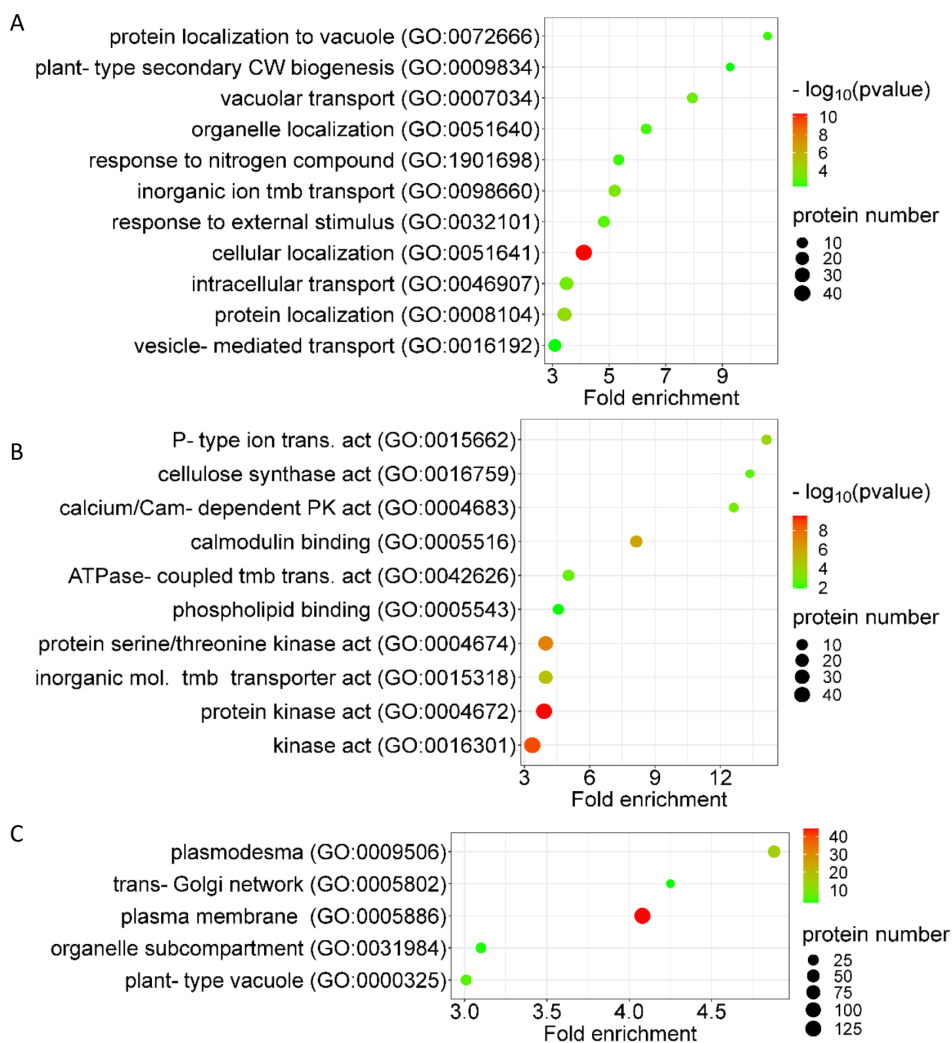 A
protein localization to vacuole (GO:0072666)
plant- type secondary CW biogenesis (GO:0009834)
vacuolar transport (GO:0007034)
organelle localization (GO:0051640)
response to nitrogen compound (GO:1901698)
inorganic ion tmb transport (GO:0098660)
response to external stimulus (GO:0032101)
cellular localization (GO:0051641)
intracellular transport (GO:0046907)
protein localization (GO:0008104)
vesicle- mediated transport (GO:0016192)
3 5 7 9
Fold enrichment
- log10(pvalue)
10
8
6
4
protein number
10
20
30
40
B
P- type ion trans. act (GO:0015662)
cellulose synthase act (GO:0016759)
calcium/Cam- dependent PK act (GO:0004683)
calmodulin binding (GO:0005516)
ATPase- coupled tmb trans. act (GO:0042626)
phospholipid binding (GO:0005543)
protein serine/threonine kinase act (GO:0004674)
inorganic mol. tmb transporter act (GO:0015318)
protein kinase act (GO:0004672)
kinase act (GO:0016301)
3 6 9 12
Fold enrichment
- log10(pvalue)
8
6
4
2
protein number
10
20
30
40
C
plasmodesma (GO:0009506)
trans- Golgi network (GO:0005802)
plasma membrane (GO:0005886)
organelle subcompartment (GO:0031984)
plant- type vacuole (GO:0000325)
3.0 3.5 4.0 4.5
Fold enrichment
40
30
20
10
protein number
25
50
75
100
125